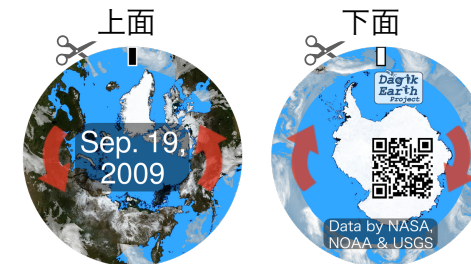 上面
下面
Sep. 19,
2009
Dagik
Earth
Project
Data by NASA,
NOAA & USGS